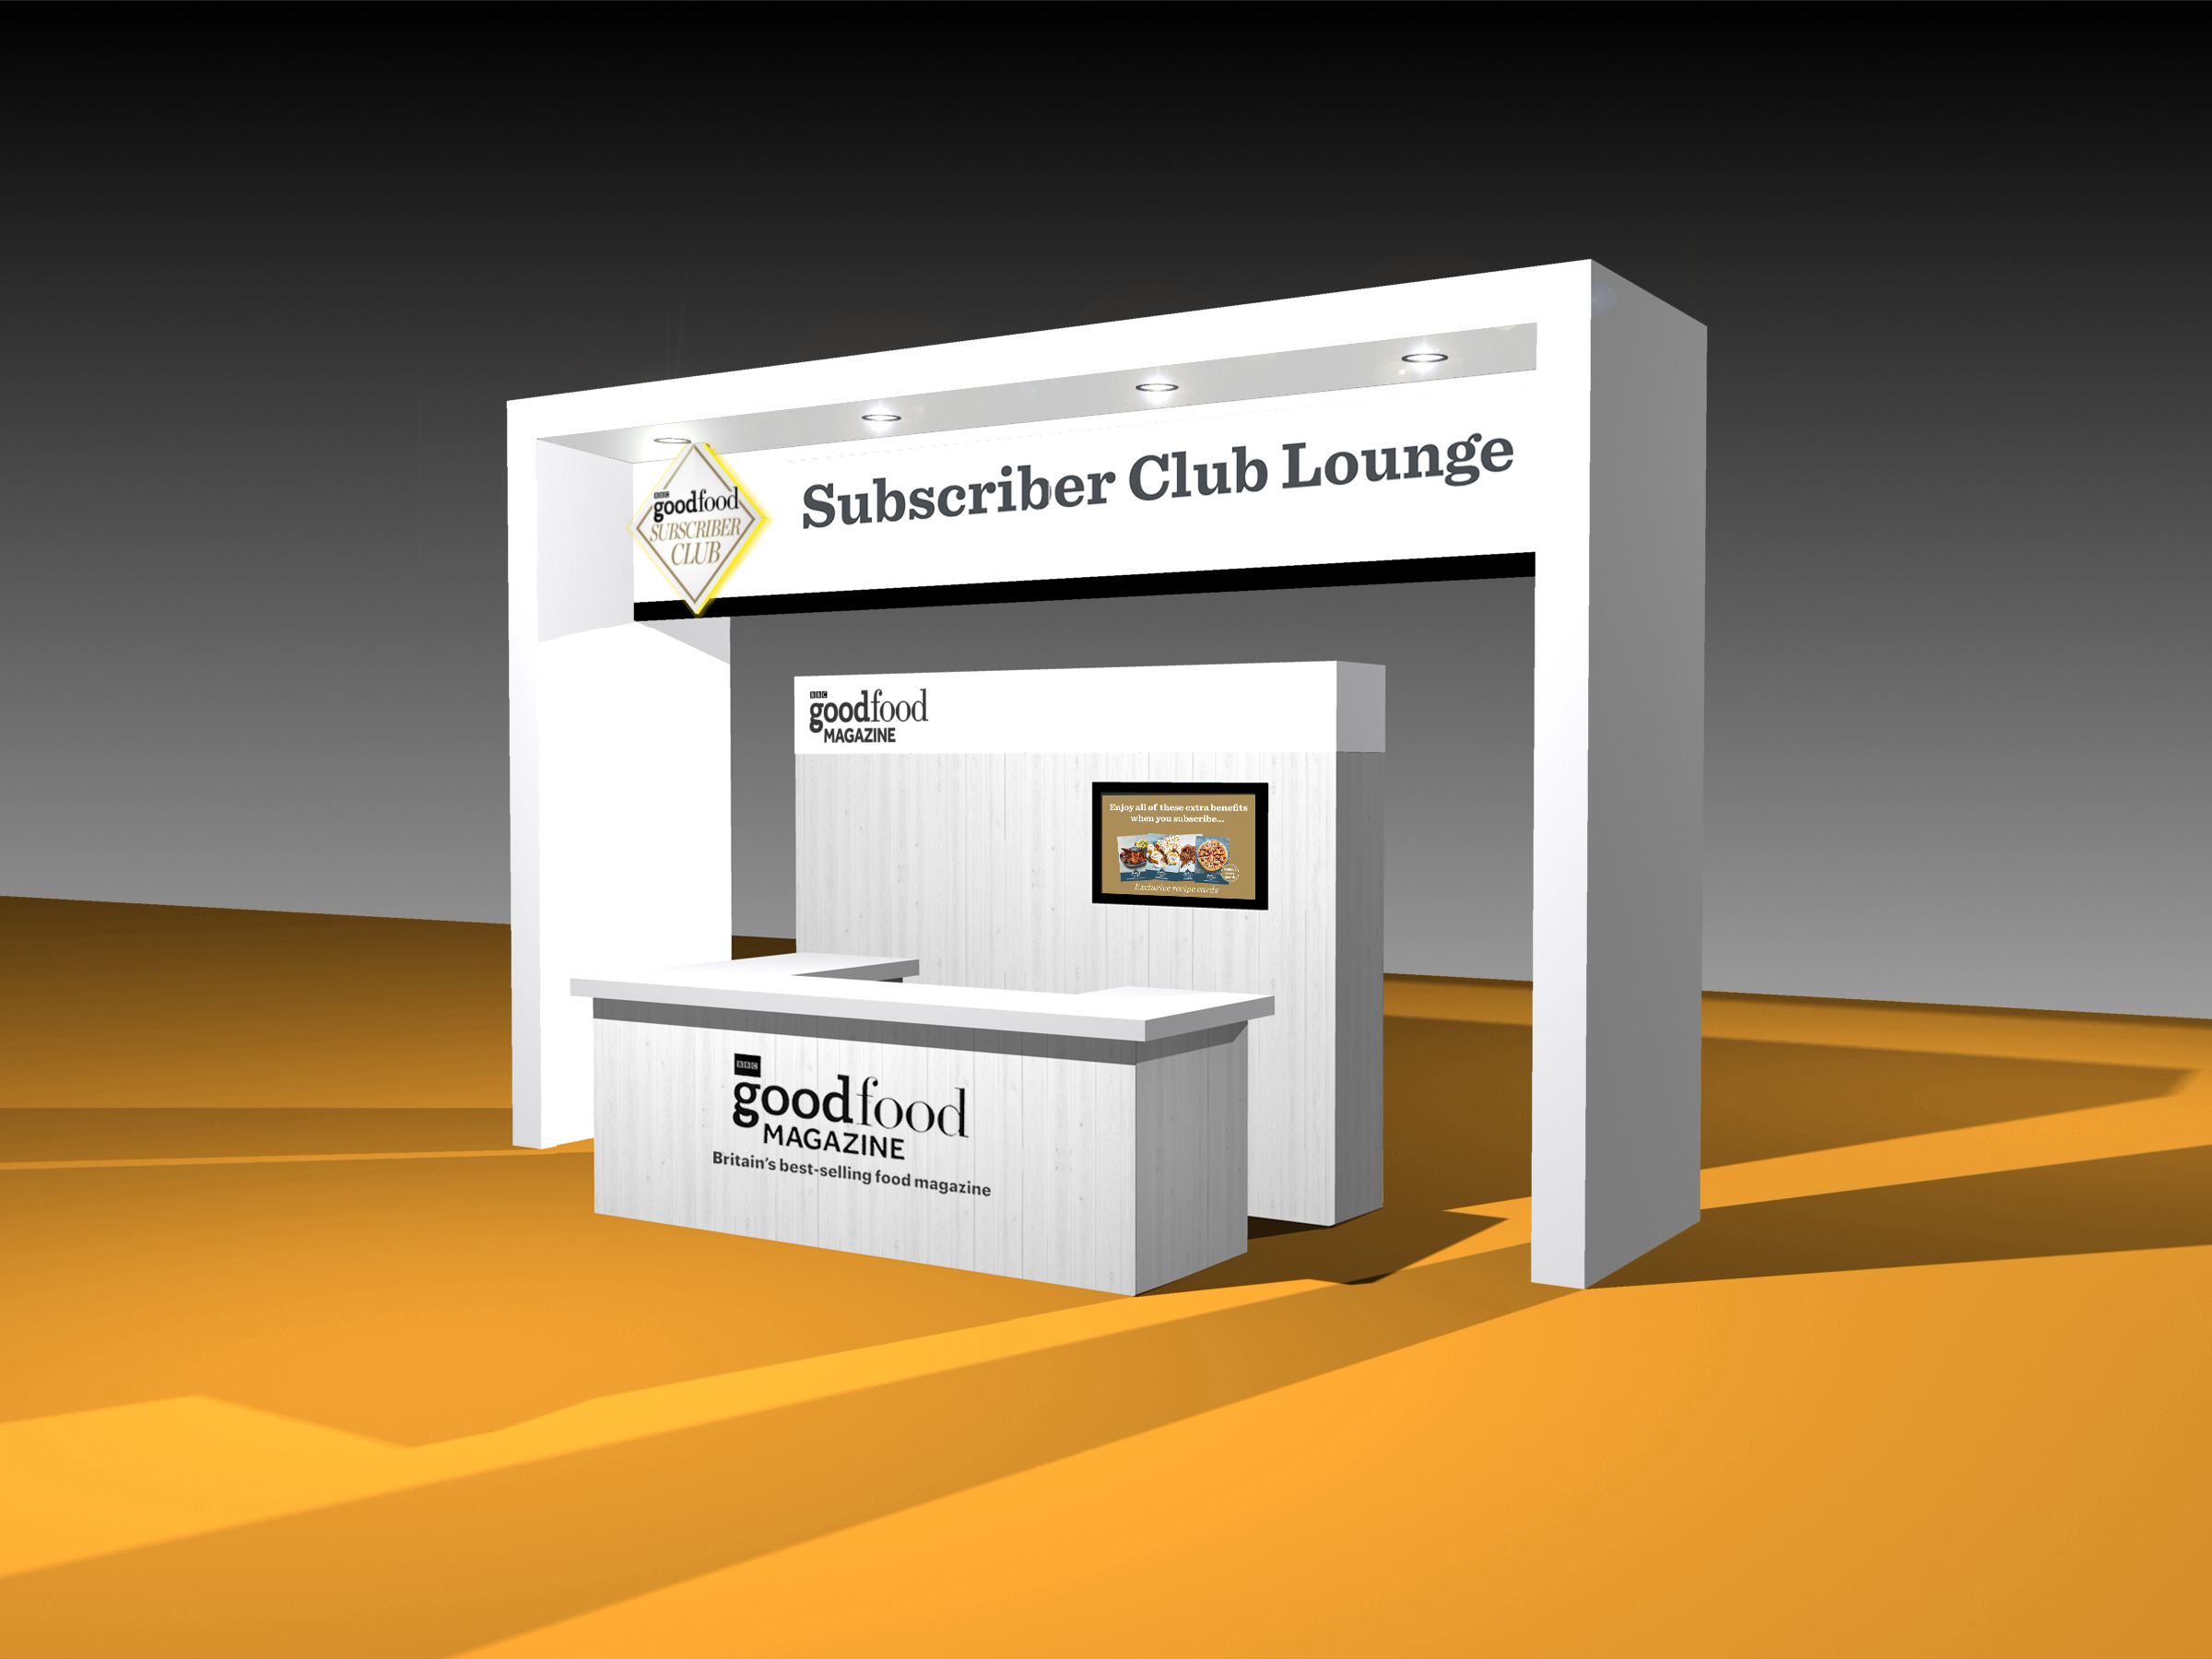 BBC
goodfood
SUBSCRIBER
CLUB
Subscriber Club Lounge
BBC
goodfood
MAGAZINE
Enjoy all of these extra benefits
when you subscribe...
Exclusive recipe cards
BBC
goodfood
MAGAZINE
Britain's best-selling food magazine